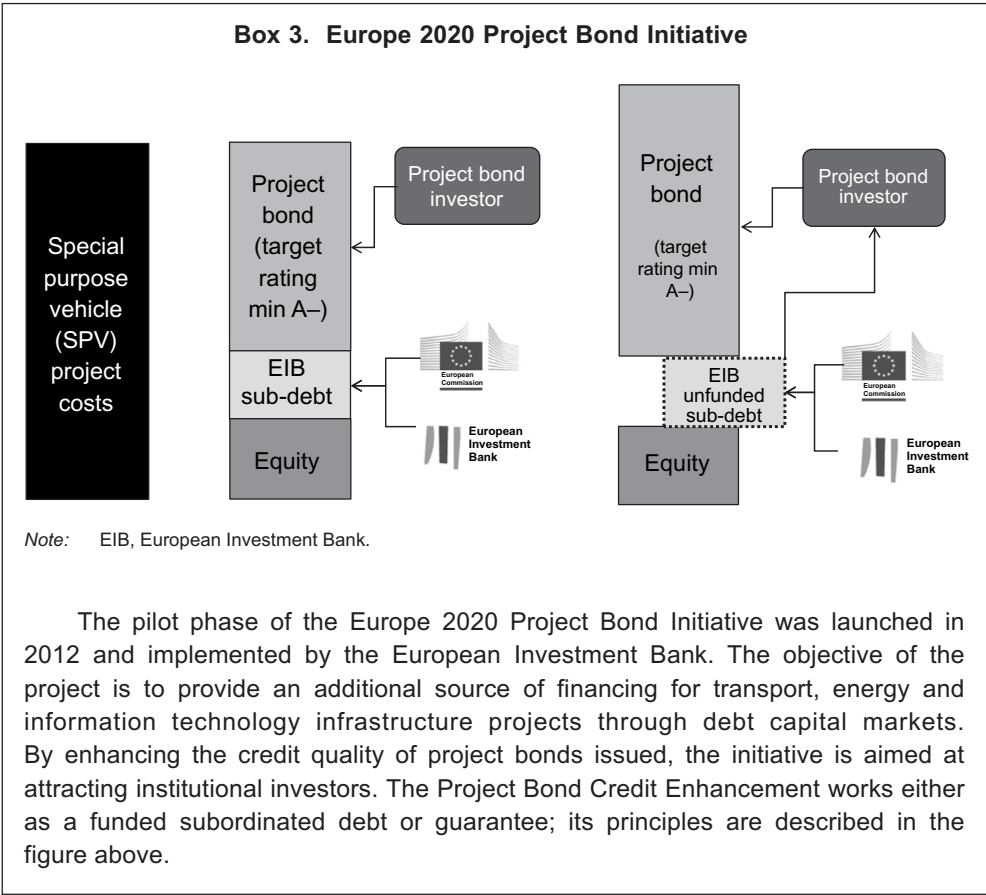 Box 3. Europe 2020 Project Bond Initiative
Special
purpose
vehicle
(SPV)
project
costs
Project
bond
(target
rating
min A–)
EIB
sub-debt
Equity
Project bond
investor
European
Commission
European
Investment
Bank
Project
bond
(target
rating min
A–)
EIB
unfunded
sub-debt
Equity
Project bond
investor
European
Commission
European
Investment
Bank
Note: EIB, European Investment Bank.
The pilot phase of the Europe 2020 Project Bond Initiative was launched in
2012 and implemented by the European Investment Bank. The objective of the
project is to provide an additional source of financing for transport, energy and
information technology infrastructure projects through debt capital markets.
By enhancing the credit quality of project bonds issued, the initiative is aimed at
attracting institutional investors. The Project Bond Credit Enhancement works either
as a funded subordinated debt or guarantee; its principles are described in the
figure above.